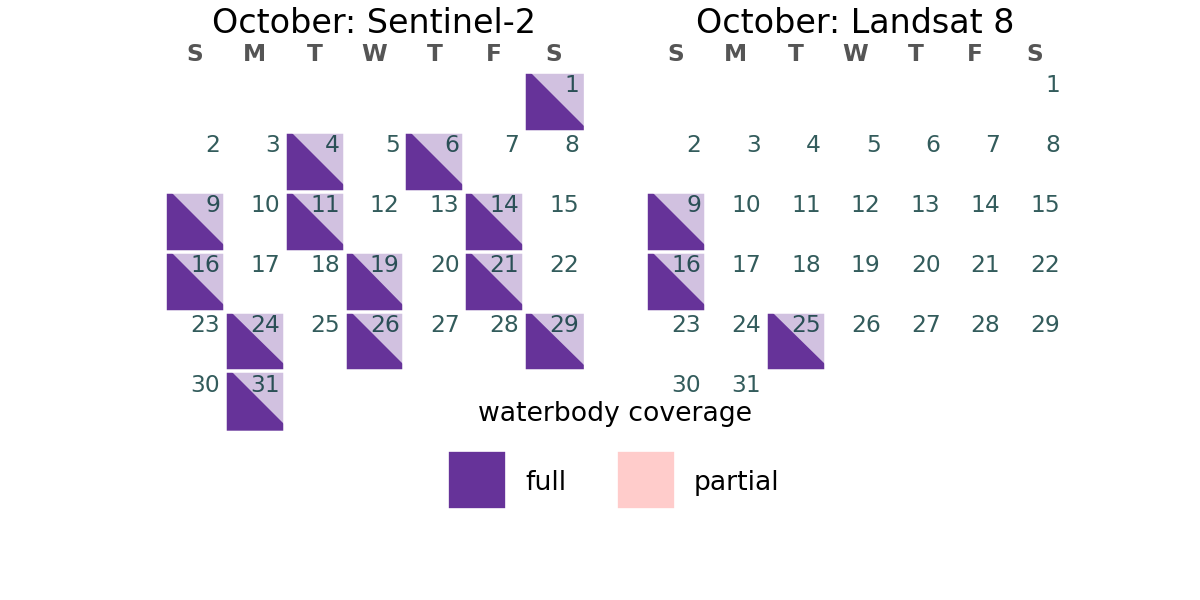 October: Sentinel-2
S M T W T F S
1
2 3 4 5 6 7 8
9 10 11 12 13 14 15
16 17 18 19 20 21 22
23 24 25 26 27 28 29
30 31
October: Landsat 8
S M T W T F S
1
2 3 4 5 6 7 8
9 10 11 12 13 14 15
16 17 18 19 20 21 22
23 24 25 26 27 28 29
30 31
waterbody coverage
full partial